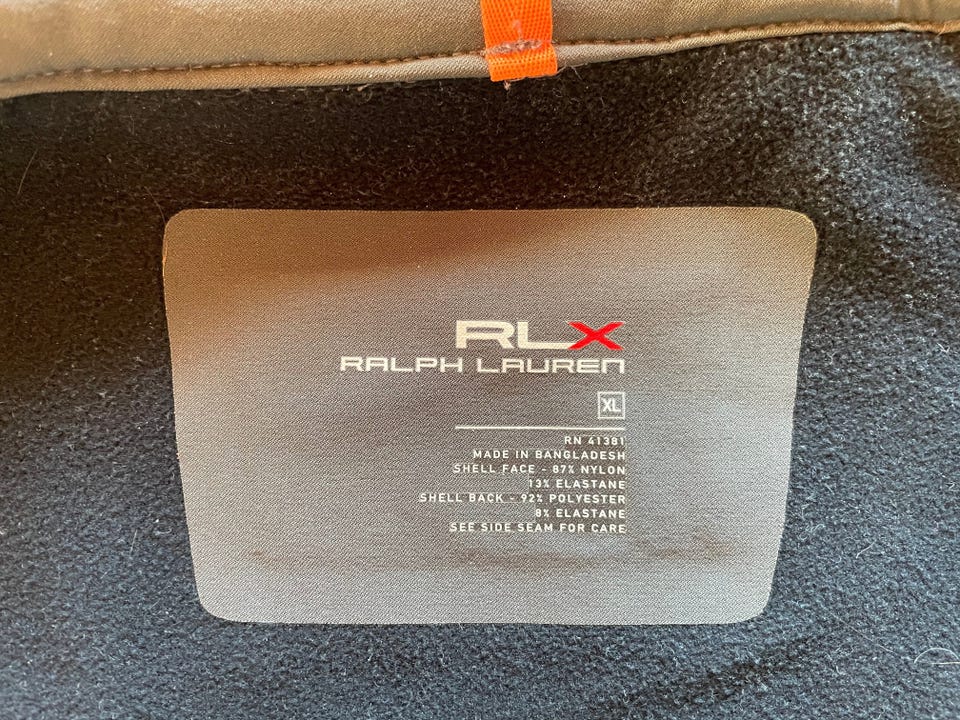 RLX
RALPH LAUREN
XL
RN 41381
MADE IN BANGLADESH
SHELL FACE - 87% NYLON
13% ELASTANE
SHELL BACK - 92% POLYESTER
8% ELASTANE
SEE SIDE SEAM FOR CARE